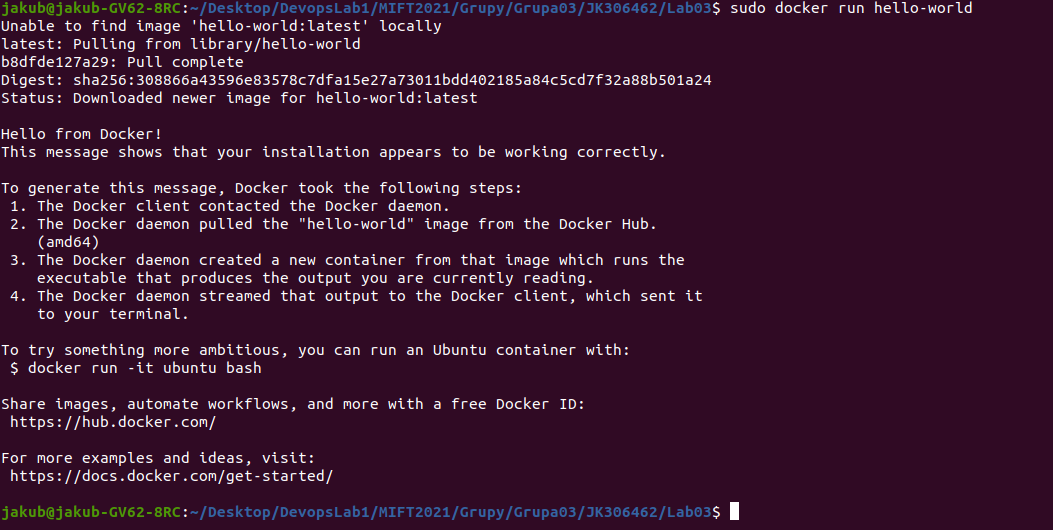 jakub@jakub-GV62-8RC:~/Desktop/DevopsLab1/MIFT2021/Grupy/Grupa03/JK306462/Lab03$ sudo docker run hello-world
Unable to find image 'hello-world:latest' locally
latest: Pulling from library/hello-world
b8dfde127a29: Pull complete
Digest: sha256:308866a43596e83578c7dfa15e27a73011bdd402185a84c5cd7f32a88b501a24
Status: Downloaded newer image for hello-world:latest

Hello from Docker!
This message shows that your installation appears to be working correctly.

To generate this message, Docker took the following steps:
 1. The Docker client contacted the Docker daemon.
 2. The Docker daemon pulled the "hello-world" image from the Docker Hub.
    (amd64)
 3. The Docker daemon created a new container from that image which runs the
    executable that produces the output you are currently reading.
 4. The Docker daemon streamed that output to the Docker client, which sent it
    to your terminal.

To try something more ambitious, you can run an Ubuntu container with:
 $ docker run -it ubuntu bash

Share images, automate workflows, and more with a free Docker ID:
 https://hub.docker.com/

For more examples and ideas, visit:
 https://docs.docker.com/get-started/

jakub@jakub-GV62-8RC:~/Desktop/DevopsLab1/MIFT2021/Grupy/Grupa03/JK306462/Lab03$